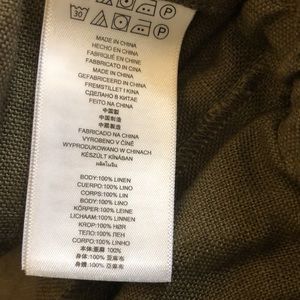 30
P P
MADE IN CHINA
HECHO EN CHINA
FABRIQUÉ EN CHINE
FABBRICATO IN CINA
MADE IN CHINA
GEFABRICEERD IN CHINA
FREMSTILLET I KINA
СДЕЛАНО В КИТАЕ
FEITO NA CHINA
中国製
中国制造
中國製造
FABRICADO NA CHINA
VYROBENO V ČÍNĚ
WYPRODUKOWANO W CHINACH
KÉSZÜLT KÍNÁBAN
BODY:100% LINEN
CUERPO:100% LINO
CORPS:100% LIN
BODY:100% LINO
KÖRPER:100% LEINE
LICHAAM:100% LINNEN
KROP:100% HØR
ТЕЛО:100% ЛЕН
CORPO:100% LINHO
本体:亜麻 100%
身体:100% 亚麻布
身體:100% 亞麻布